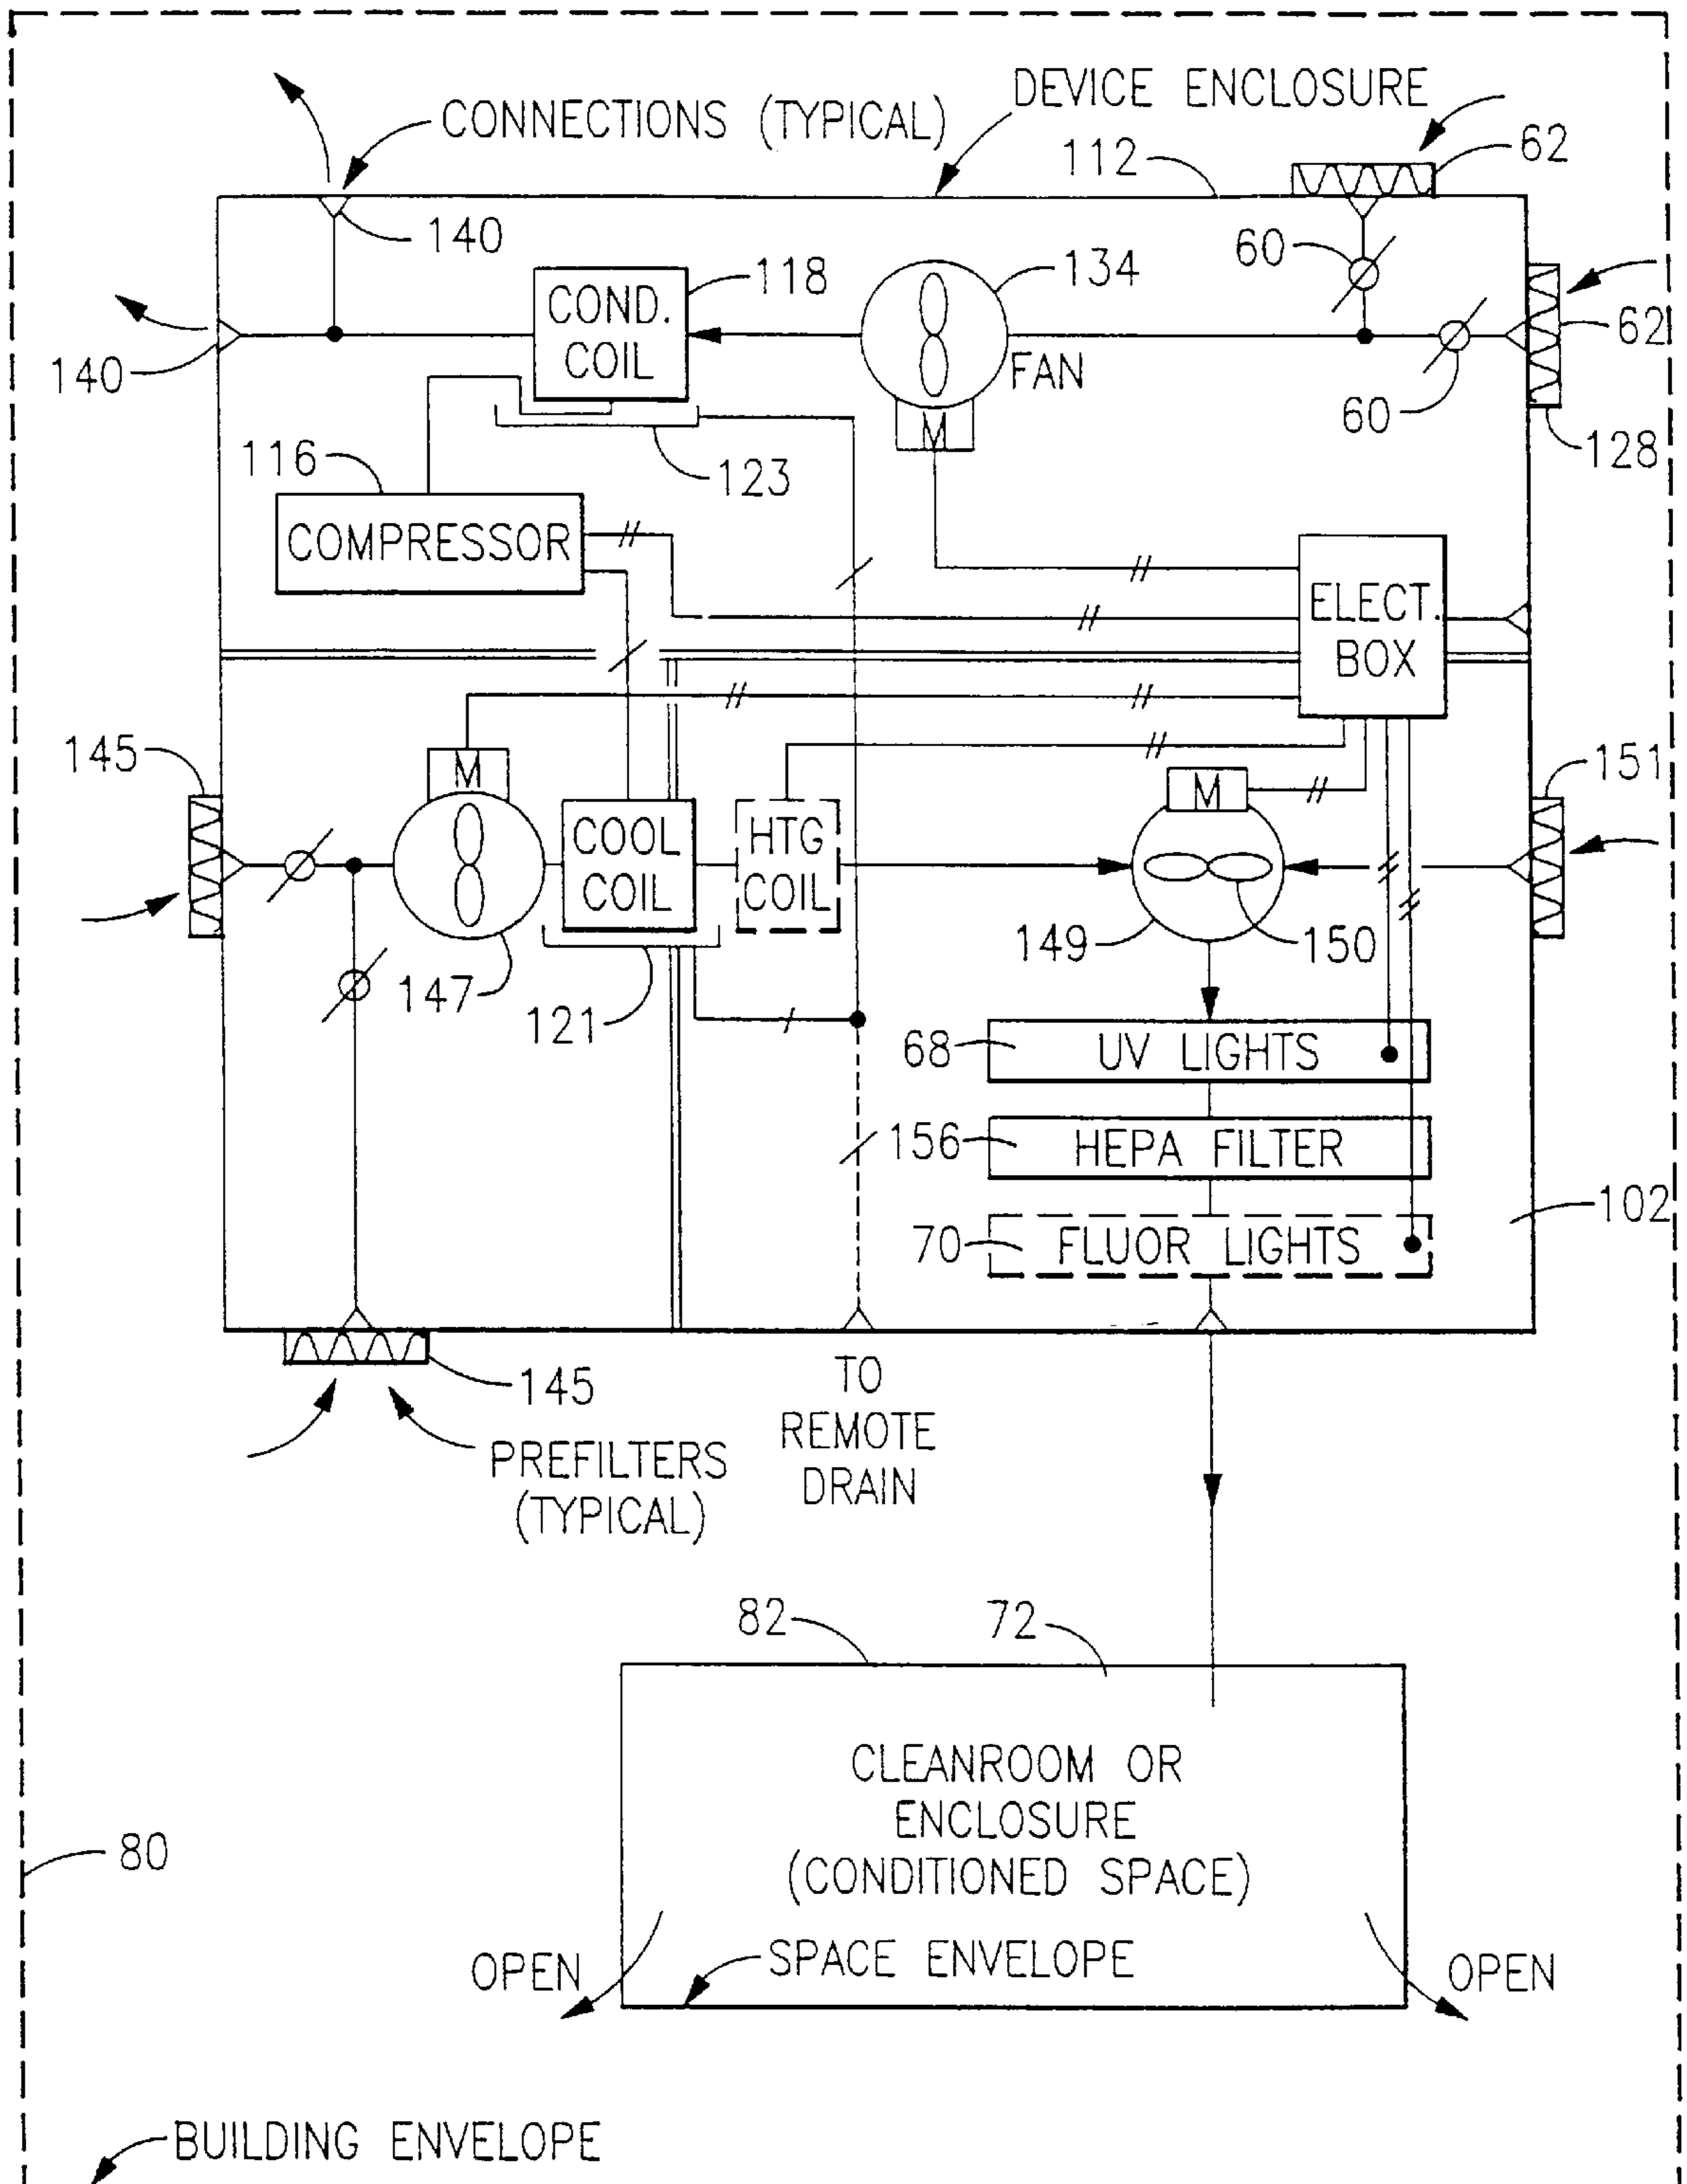 DEVICE ENCLOSURE
CONNECTIONS (TYPICAL)
112
62
140
60
118
134
COND.
COIL
62
140
FAN
60
M
128
116
123
COMPRESSOR
ELECT.
BOX
145
M
M
151
COOL
COIL
HTG
COIL
149
150
147
121
68
UV LIGHTS
156
HEPA FILTER
102
70
FLUOR LIGHTS
145
TO
REMOTE
DRAIN
PREFILTERS
(TYPICAL)
82
72
CLEANROOM OR
ENCLOSURE
(CONDITIONED SPACE)
80
OPEN
SPACE ENVELOPE
OPEN
BUILDING ENVELOPE